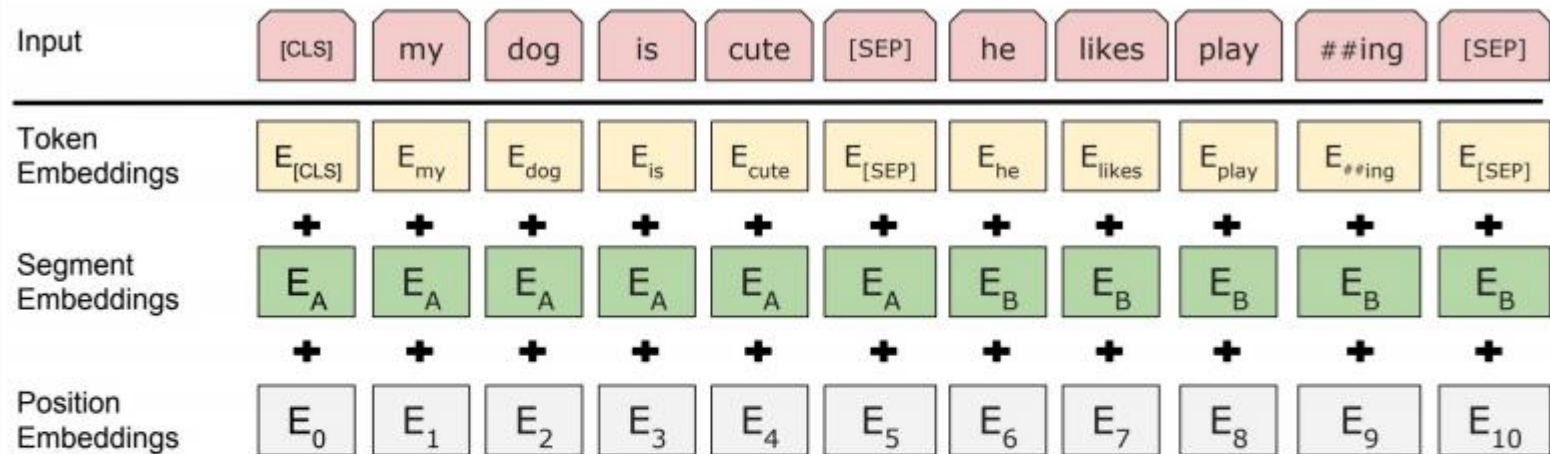 Input [CLS] my dog is cute [SEP] he likes play ##ing [SEP]
Token Embeddings E[CLS] Emy Edog Eis Ecute E[SEP] Ehe Elikes Eplay E##ing E[SEP]
+ + + + + + + + + + +
Segment Embeddings EA EA EA EA EA EA EB EB EB EB EB
+ + + + + + + + + + +
Position Embeddings E0 E1 E2 E3 E4 E5 E6 E7 E8 E9 E10